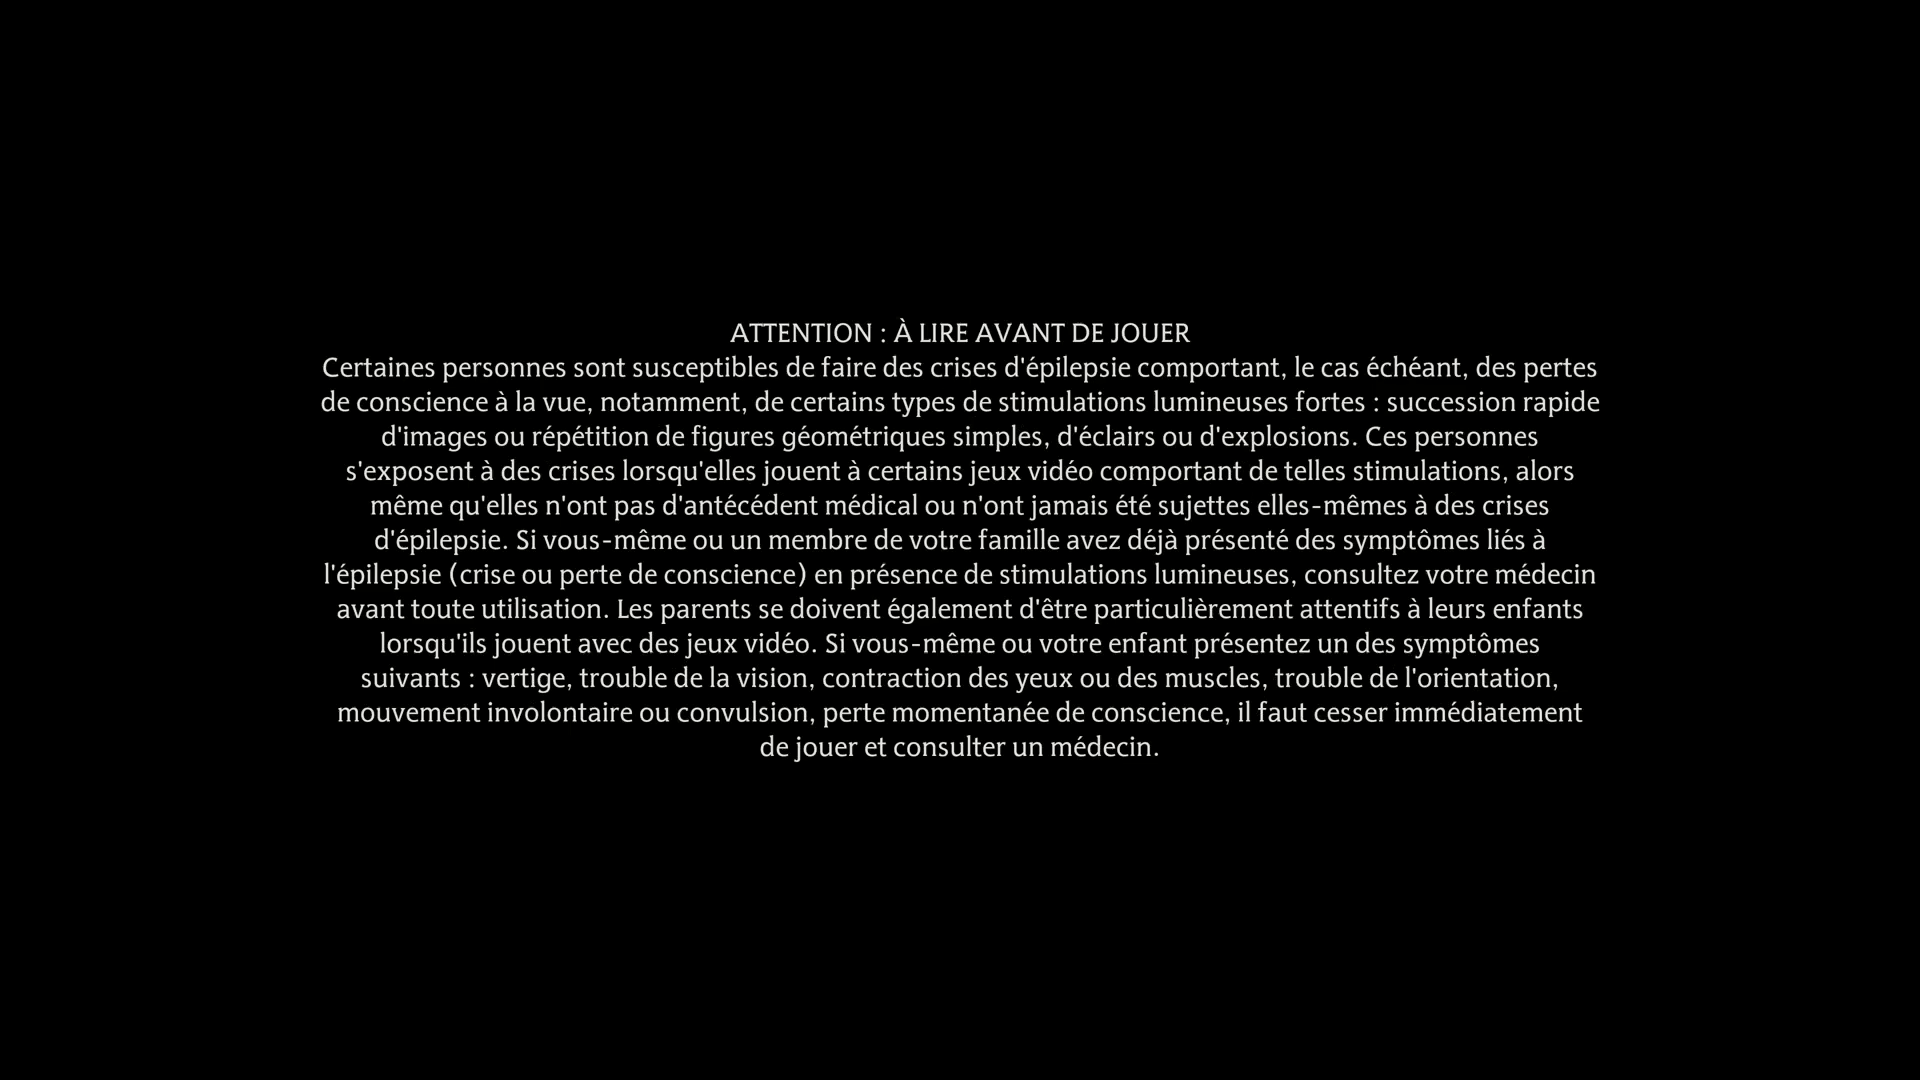 ATTENTION : À LIRE AVANT DE JOUER
Certaines personnes sont susceptibles de faire des crises d'épilepsie comportant, le cas échéant, des pertes
de conscience à la vue, notamment, de certains types de stimulations lumineuses fortes : succession rapide
d'images ou répétition de figures géométriques simples, d'éclairs ou d'explosions. Ces personnes
s'exposent à des crises lorsqu'elles jouent à certains jeux vidéo comportant de telles stimulations, alors
même qu'elles n'ont pas d'antécédent médical ou n'ont jamais été sujettes elles-mêmes à des crises
d'épilepsie. Si vous-même ou un membre de votre famille avez déjà présenté des symptômes liés à
l'épilepsie (crise ou perte de conscience) en présence de stimulations lumineuses, consultez votre médecin
avant toute utilisation. Les parents se doivent également d'être particulièrement attentifs à leurs enfants
lorsqu'ils jouent avec des jeux vidéo. Si vous-même ou votre enfant présentez un des symptômes
suivants : vertige, trouble de la vision, contraction des yeux ou des muscles, trouble de l'orientation,
mouvement involontaire ou convulsion, perte momentanée de conscience, il faut cesser immédiatement
de jouer et consulter un médecin.